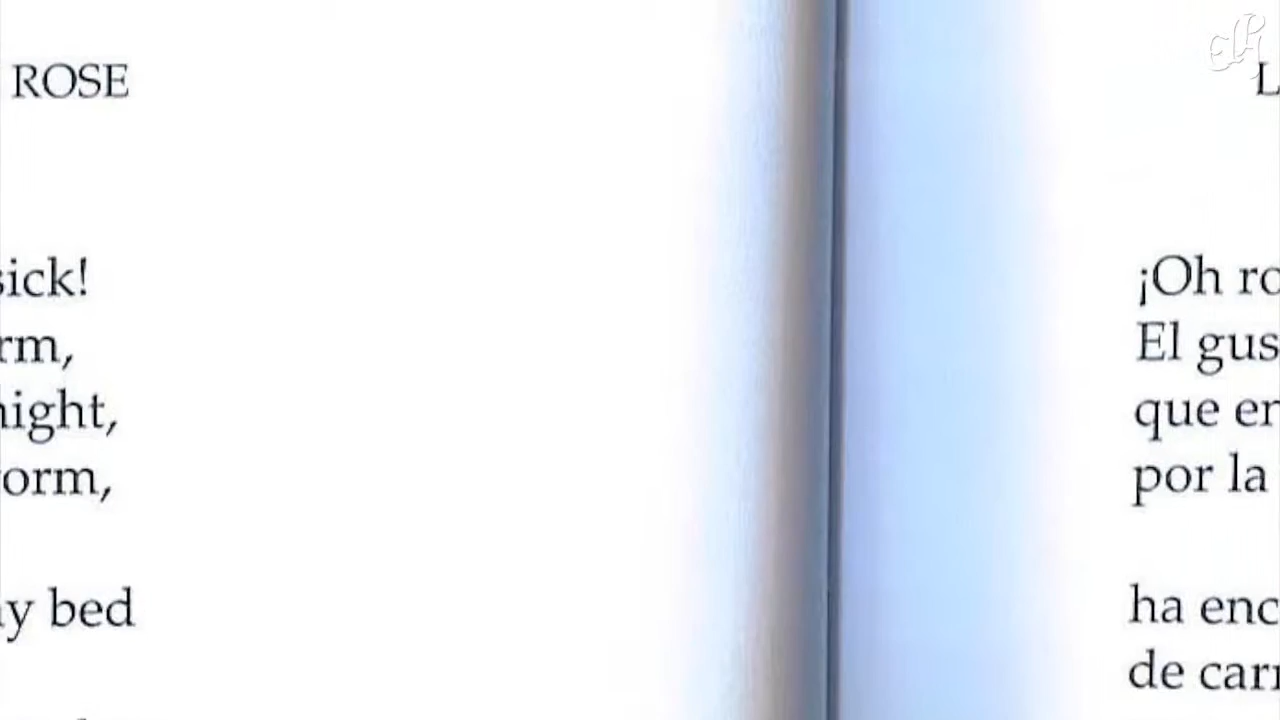 ROSE
sick!
rm,
night,
orm,
y bed
L
¡Oh ro
El gus
que en
por la
ha enc
de carr